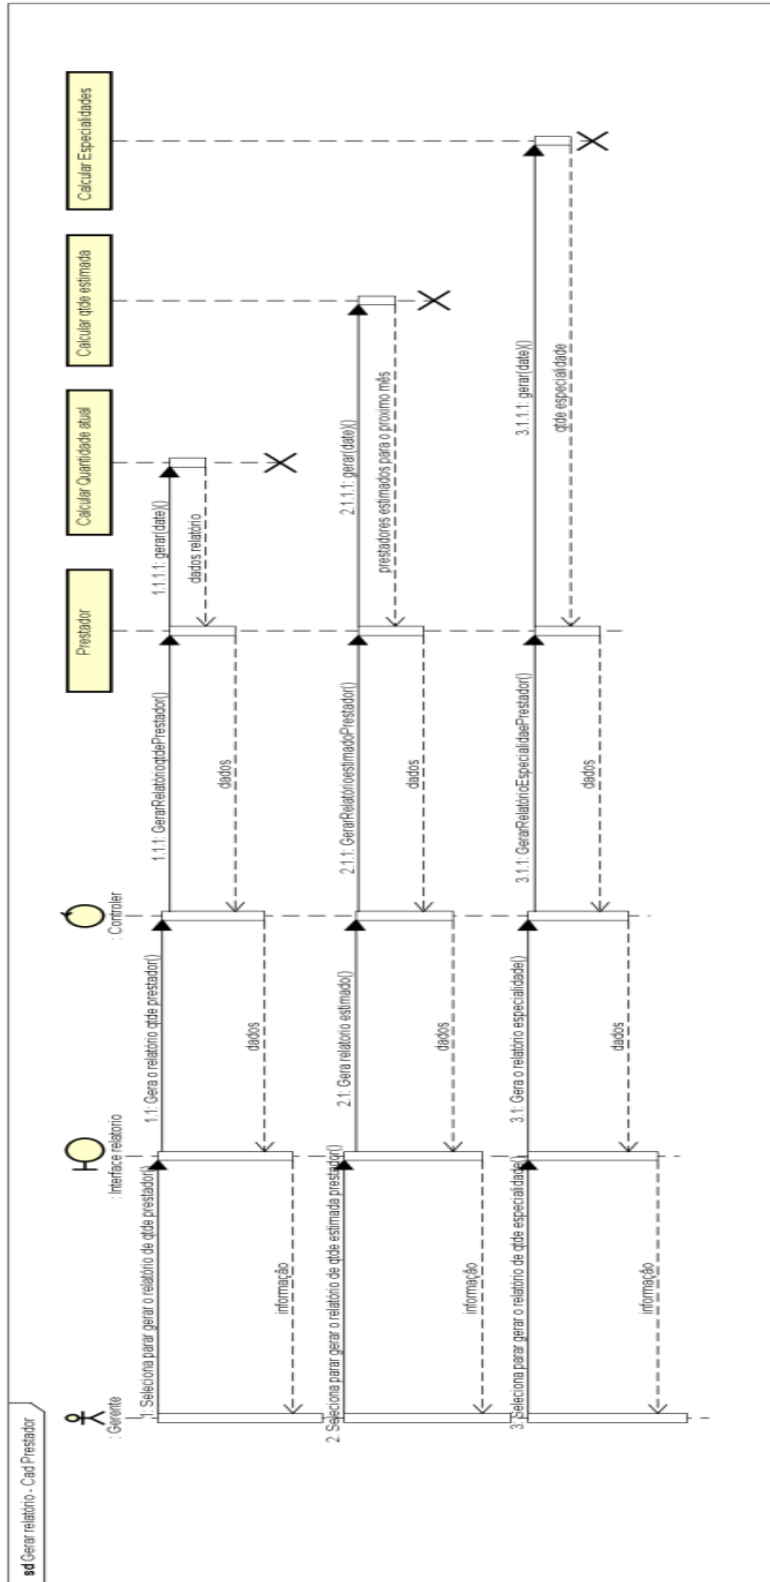 sd Gerar relatório - Cad Prestador
: Gerente
: Interface relatorio
: Controler
Prestador
Calcular Quantidade atual
Calcular qtde estimada
Calcular Especialidades
1: Seleciona parar gerar o relatório de qtde prestador()
1.1: Gera o relatório qtde prestador()
1.1.1: GerarRelatórioqtdePrestador()
1.1.1.1: gerar(date)()
dados relatório
dados
dados
informação
2: Seleciona parar gerar o relatório de qtde estimada prestador()
2.1: Gera relatorio estimado()
2.1.1: GerarRelatórioestimadoPrestador()
2.1.1.1: gerar(date)()
prestadores estimados para o proximo mês
dados
dados
informação
3: Seleciona parar gerar o relatório de qtde especialidade()
3.1: Gera o relatório especialidade()
3.1.1: GerarRelatórioEspecialidaePrestador()
3.1.1.1: gerar(date)()
qtde especialidade
dados
dados
informação